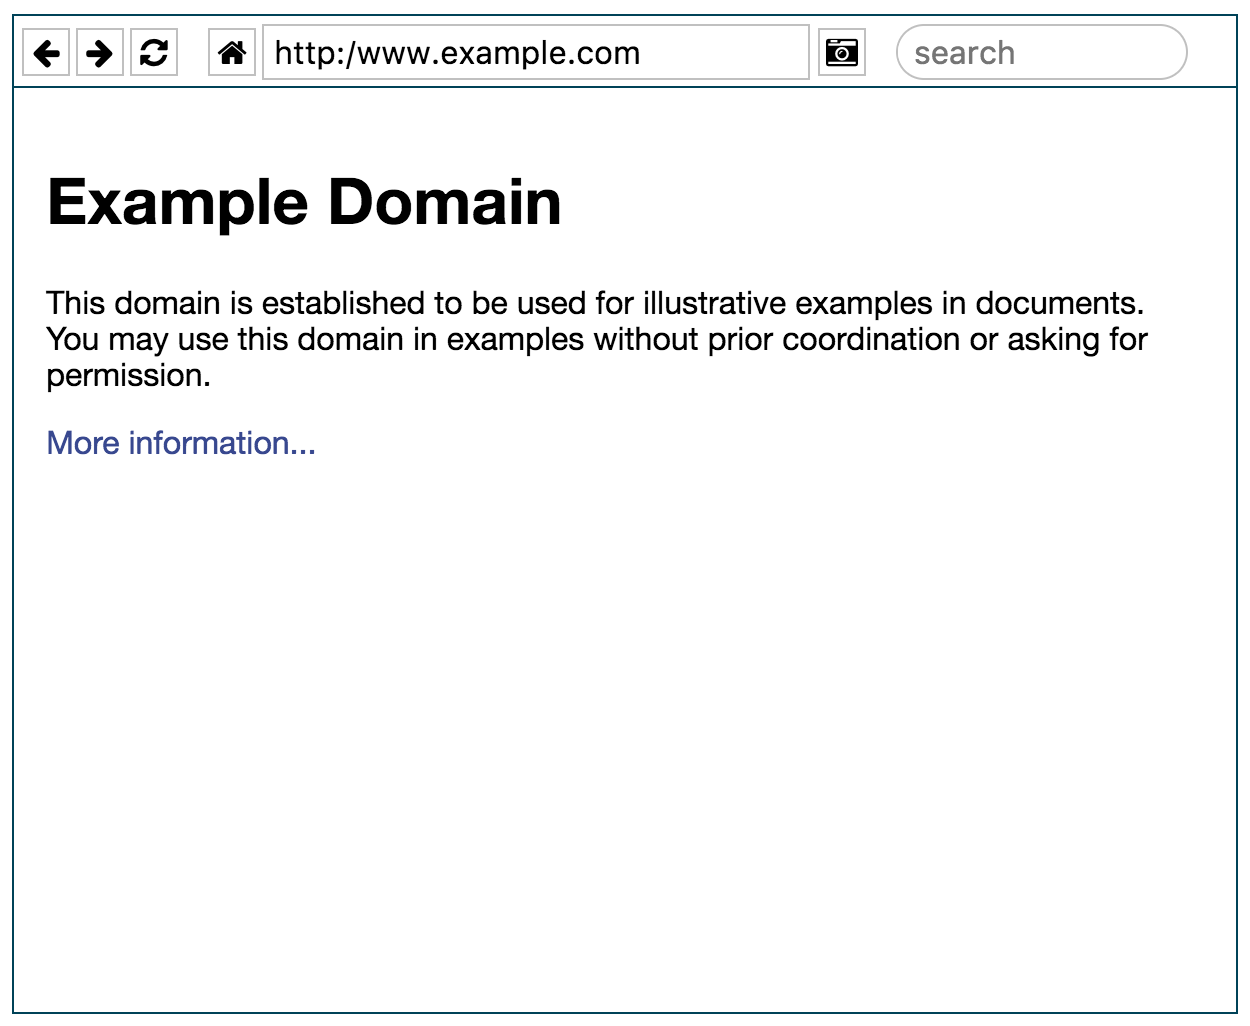 http:/www.example.com
search
Example Domain
This domain is established to be used for illustrative examples in documents.
You may use this domain in examples without prior coordination or asking for
permission.
More information...